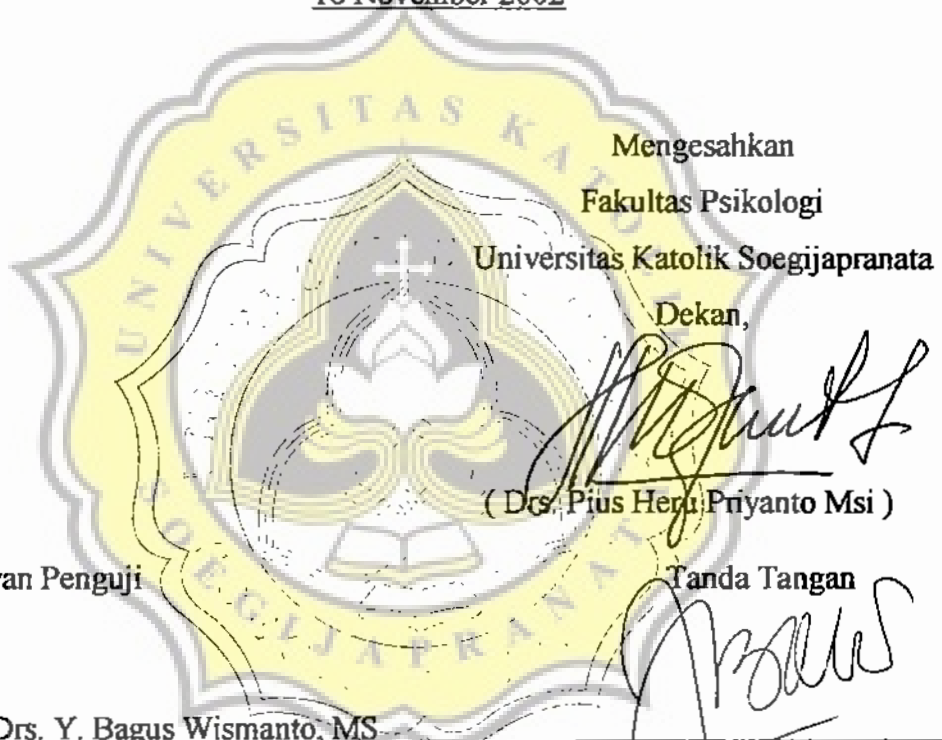 November 2002
UNIVERSITAS KATOLIK
SOEGIJAPRANATA
Mengesahkan
Fakultas Psikologi
Universitas Katolik Soegijapranata
Dekan,
( Drs. Pius Heru Priyanto Msi )
Penguji
Tanda Tangan
Drs. Y. Bagus Wismanto, MS